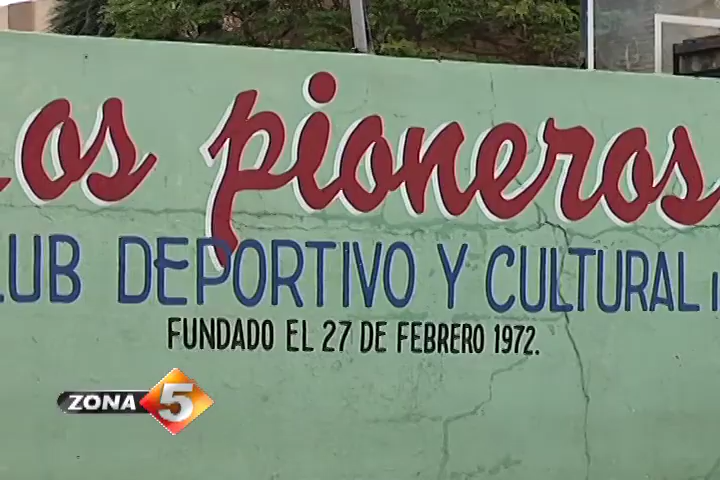 os pioneros
LUB DEPORTIVO Y CULTURAL
FUNDADO EL 27 DE FEBRERO 1972.
ZONA 5